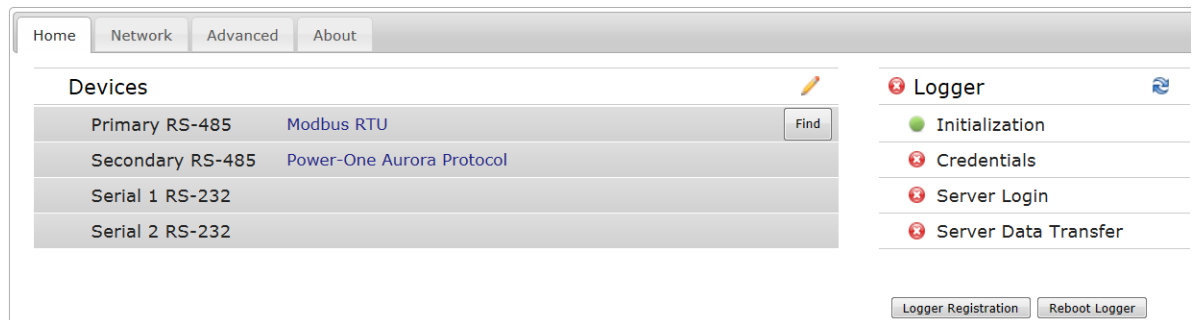 Home Network Advanced About
Devices
Primary RS-485 Modbus RTU Find
Secondary RS-485 Power-One Aurora Protocol
Serial 1 RS-232
Serial 2 RS-232
Logger
Initialization
Credentials
Server Login
Server Data Transfer
Logger Registration Reboot Logger